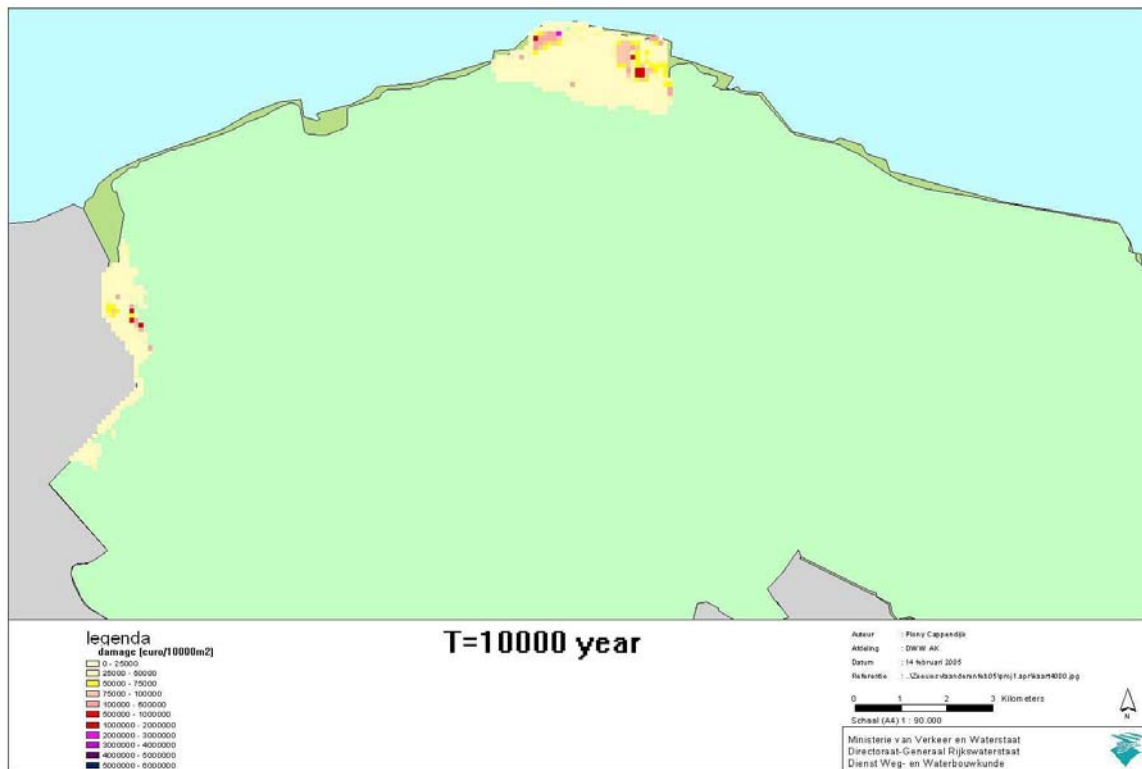 T=10000 year
legenda
damage [euro/10000m2]
0 - 25000
25000 - 50000
50000 - 75000
75000 - 100000
100000 - 500000
500000 - 1000000
1000000 - 2000000
2000000 - 3000000
3000000 - 4000000
4000000 - 5000000
5000000 - 6000000
Auteur : Plony Cappendijk
Afdeling : DWW AK
Datum : 14 februari 2005
Referentie
0 1 2 3 Kilometers
Schaal (A4) 1 : 90.000
N
Ministerie van Verkeer en Waterstaat
Directoraat-Generaal Rijkswaterstaat
Dienst Weg- en Waterbouwkunde